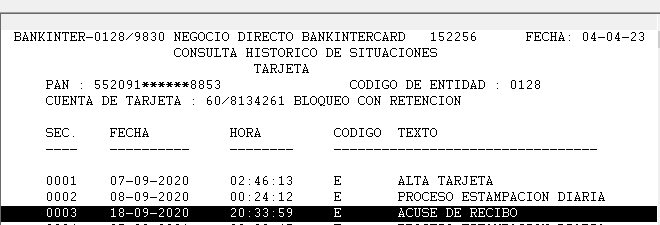 BANKINTER-0128/9830 NEGOCIO DIRECTO BANKINTERCARD 152256 FECHA: 04-04-23
CONSULTA HISTORICO DE SITUACIONES
TARJETA
PAN : 552091******8853 CODIGO DE ENTIDAD : 0128
CUENTA DE TARJETA : 60/8134261 BLOQUEO CON RETENCION
SEC. FECHA HORA CODIGO TEXTO
0001 07-09-2020 02:46:13 E ALTA TARJETA
0002 08-09-2020 00:24:12 E PROCESO ESTAMPACION DIARIA
0003 18-09-2020 20:33:59 E ACUSE DE RECIBO